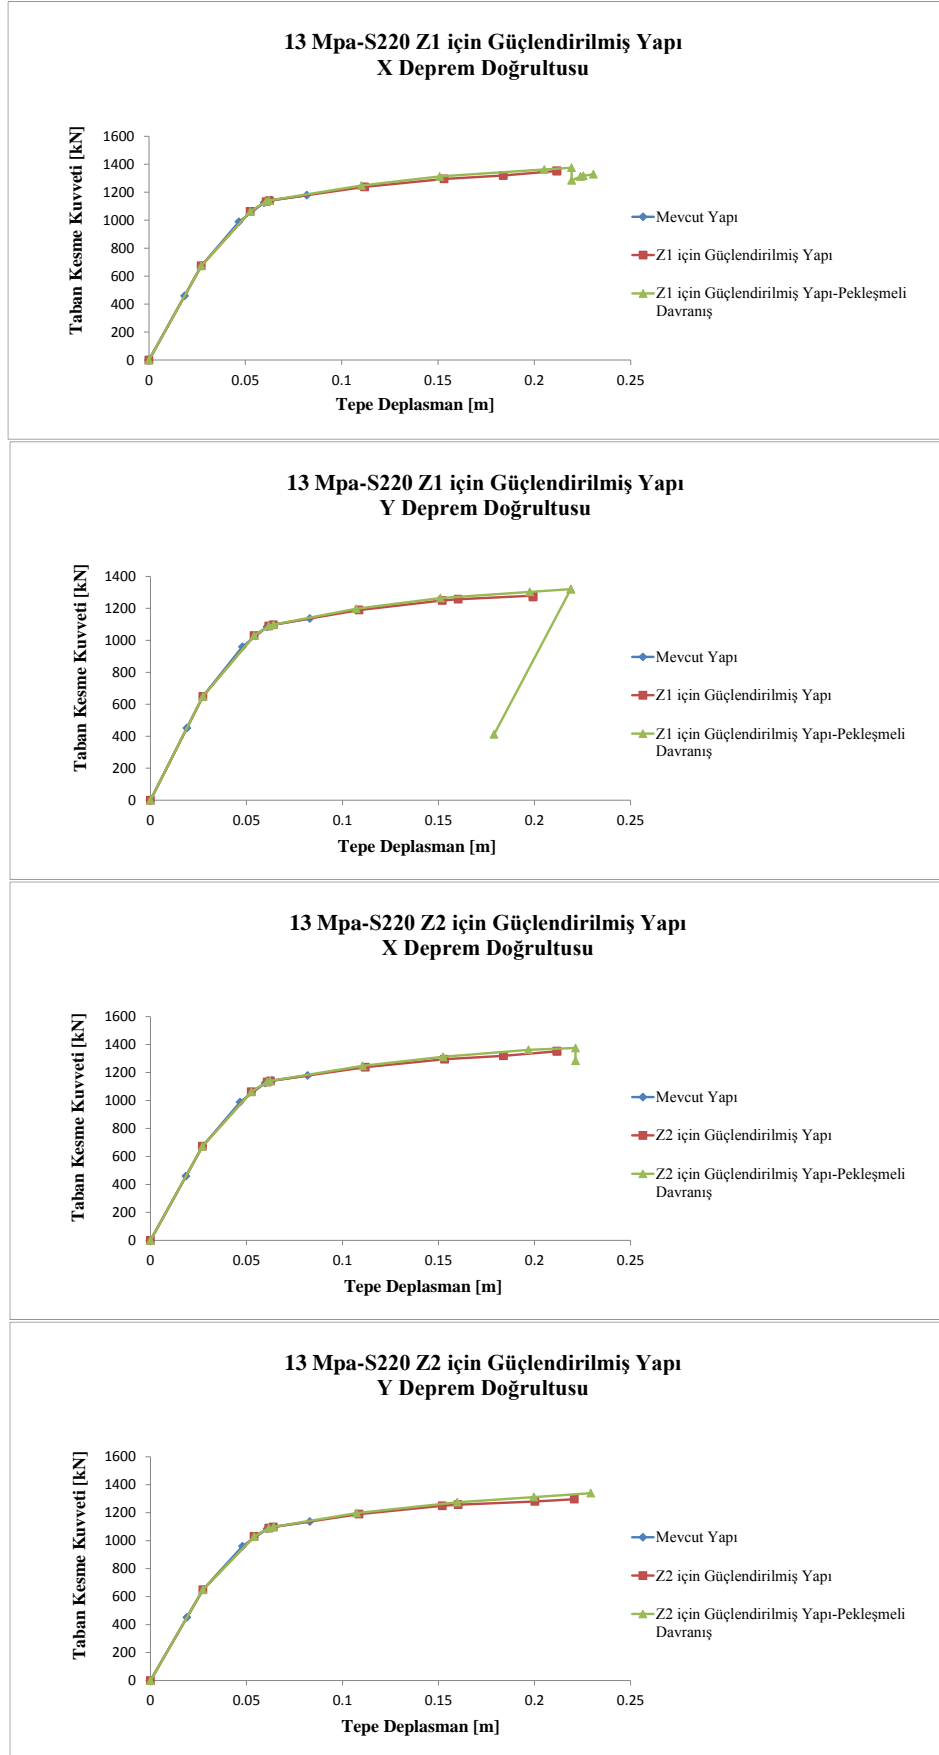 13 Mpa-S220 Z1 için Güçlendirilmiş Yapı
X Deprem Doğrultusu
Taban Kesme Kuvveti [kN]
1600
1400
1200
1000
800
600
400
200
0
0 0.05 0.1 0.15 0.2 0.25
Tepe Deplasman [m]
Mevcut Yapı
Z1 için Güçlendirilmiş Yapı
Z1 için Güçlendirilmiş Yapı-Pekleşmeli
Davranış
13 Mpa-S220 Z1 için Güçlendirilmiş Yapı
Y Deprem Doğrultusu
Taban Kesme Kuvveti [kN]
1400
1200
1000
800
600
400
200
0
0 0.05 0.1 0.15 0.2 0.25
Tepe Deplasman [m]
Mevcut Yapı
Z1 için Güçlendirilmiş Yapı
Z1 için Güçlendirilmiş Yapı-Pekleşmeli
Davranış
13 Mpa-S220 Z2 için Güçlendirilmiş Yapı
X Deprem Doğrultusu
Taban Kesme Kuvveti [kN]
1600
1400
1200
1000
800
600
400
200
0
0 0.05 0.1 0.15 0.2 0.25
Tepe Deplasman [m]
Mevcut Yapı
Z2 için Güçlendirilmiş Yapı
Z2 için Güçlendirilmiş Yapı-Pekleşmeli
Davranış
13 Mpa-S220 Z2 için Güçlendirilmiş Yapı
Y Deprem Doğrultusu
Taban Kesme Kuvveti [kN]
1600
1400
1200
1000
800
600
400
200
0
0 0.05 0.1 0.15 0.2 0.25
Tepe Deplasman [m]
Mevcut Yapı
Z2 için Güçlendirilmiş Yapı
Z2 için Güçlendirilmiş Yapı-Pekleşmeli
Davranış